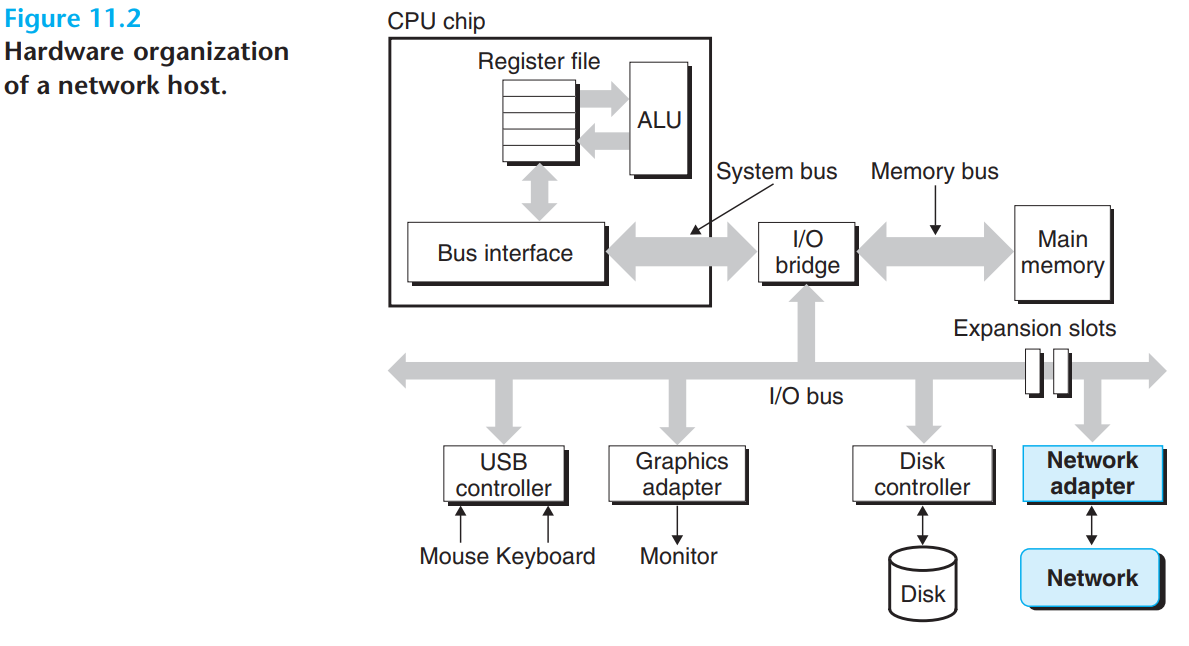 Figure 11.2
Hardware organization
of a network host.
CPU chip
Register file
ALU
System bus
Memory bus
Bus interface
I/O
bridge
Main
memory
Expansion slots
I/O bus
USB
controller
Graphics
adapter
Disk
controller
Network
adapter
Mouse Keyboard
Monitor
Disk
Network